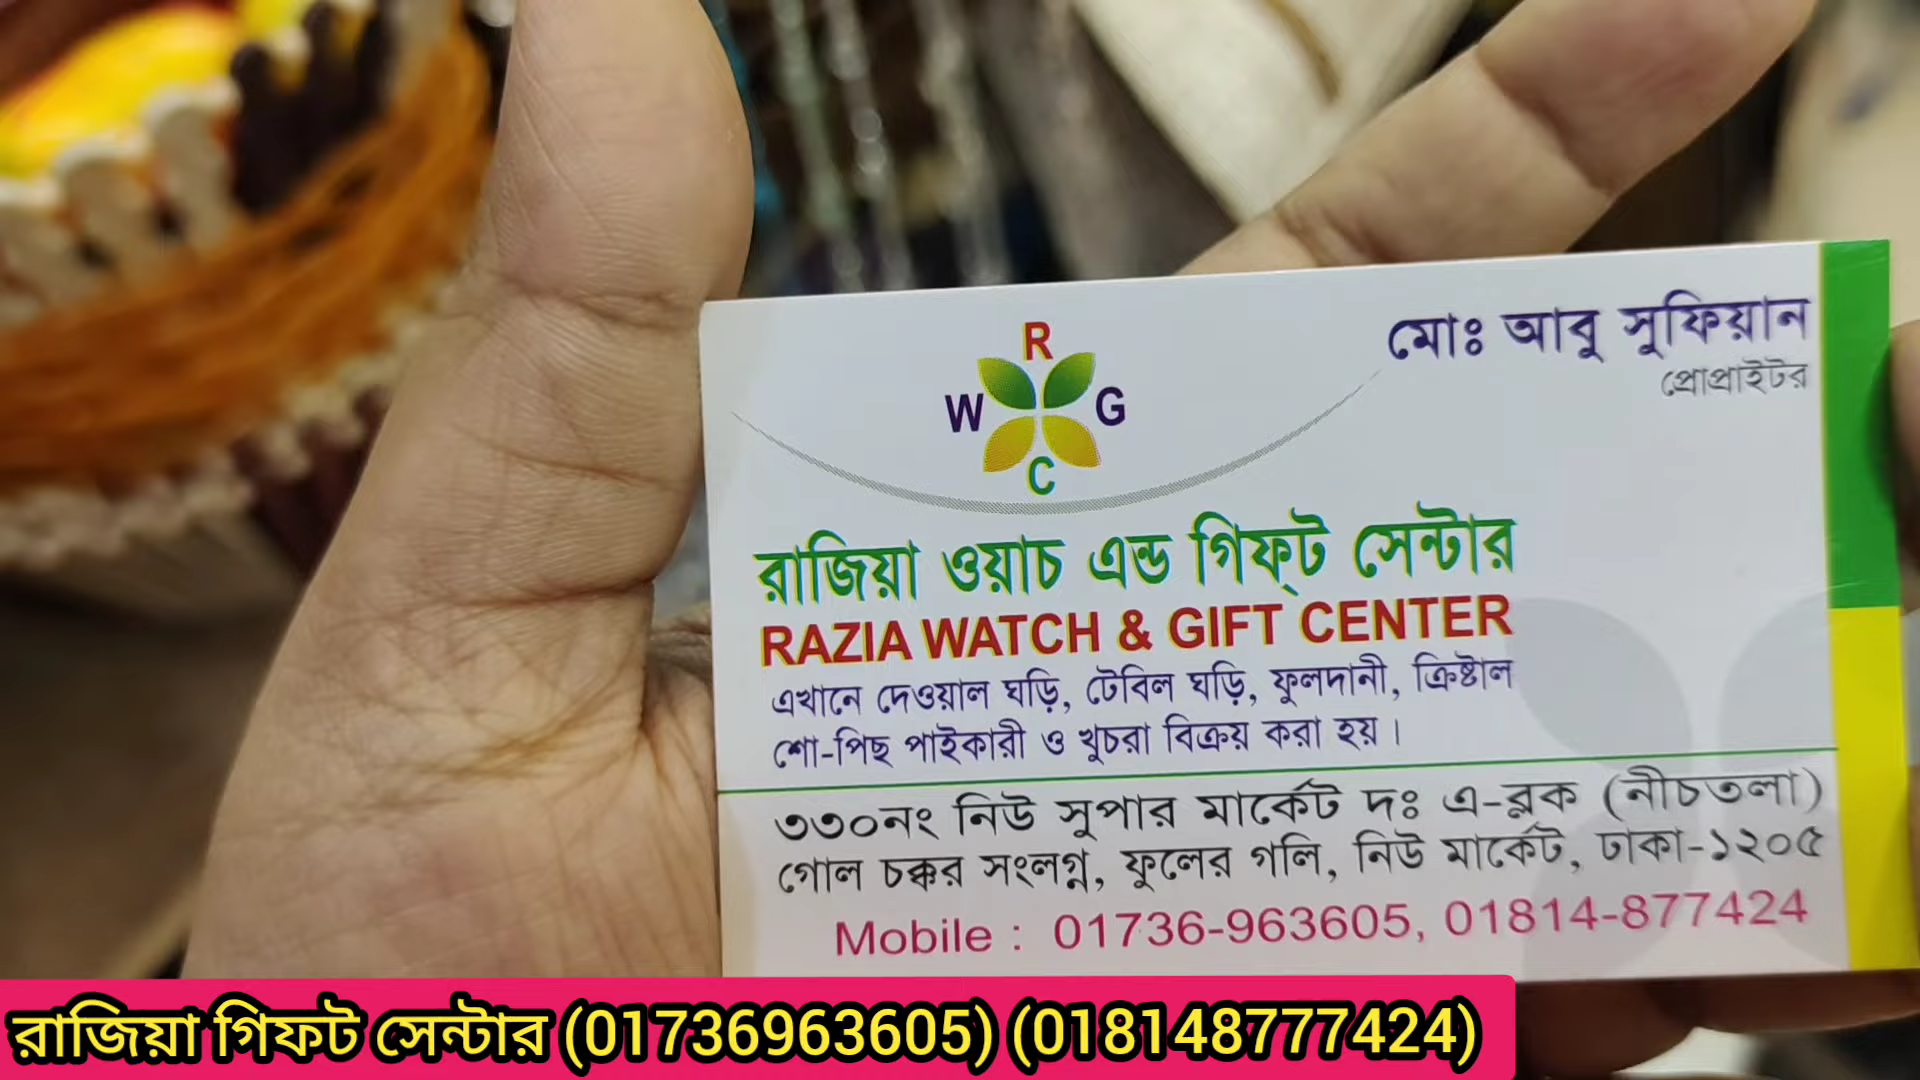 R
W G
C
মোঃ আবু সুফিয়ান
প্রোপ্রাইটর
রাজিয়া ওয়াচ এন্ড গিফ্‌ট সেন্টার
RAZIA WATCH & GIFT CENTER
এখানে দেওয়াল ঘড়ি, টেবিল ঘড়ি, ফুলদানী, ক্রিষ্টাল
শো-পিছ পাইকারী ও খুচরা বিক্রয় করা হয়।
৩৩০নং নিউ সুপার মার্কেট দঃ এ-ব্লক (নীচতলা)
গোল চক্কর সংলগ্ন, ফুলের গলি, নিউ মার্কেট, ঢাকা-১২০৫
Mobile : 01736-963605, 01814-877424
রাজিয়া গিফট সেন্টার (01736963605) (018148777424)